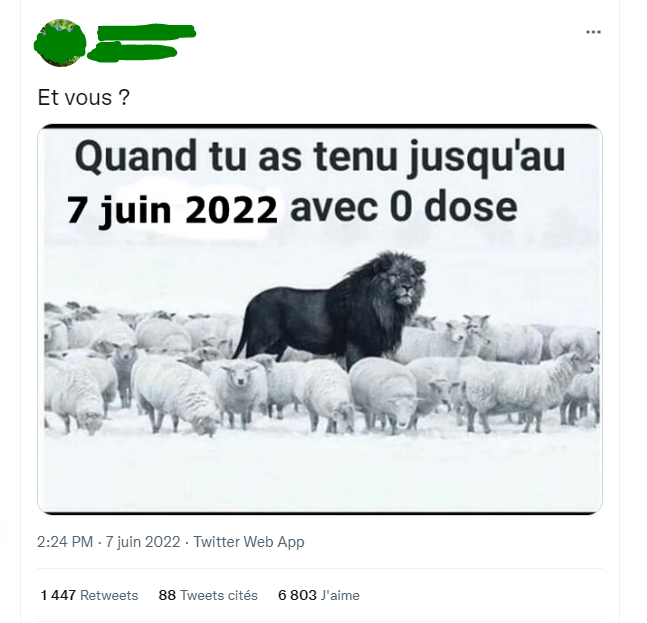 Et vous ?
Quand tu as tenu jusqu'au
7 juin 2022 avec 0 dose
2:24 PM · 7 juin 2022 · Twitter Web App
1 447 Retweets 88 Tweets cités 6 803 J'aime